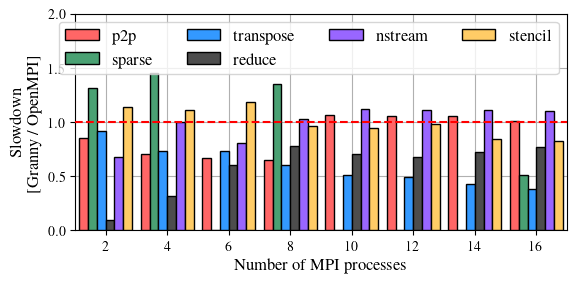 2.0
p2p transpose nstream stencil
sparse reduce
1.5
1.0
0.5
0.0
Slowdown
[Granny / OpenMPI]
2 4 6 8 10 12 14 16
Number of MPI processes